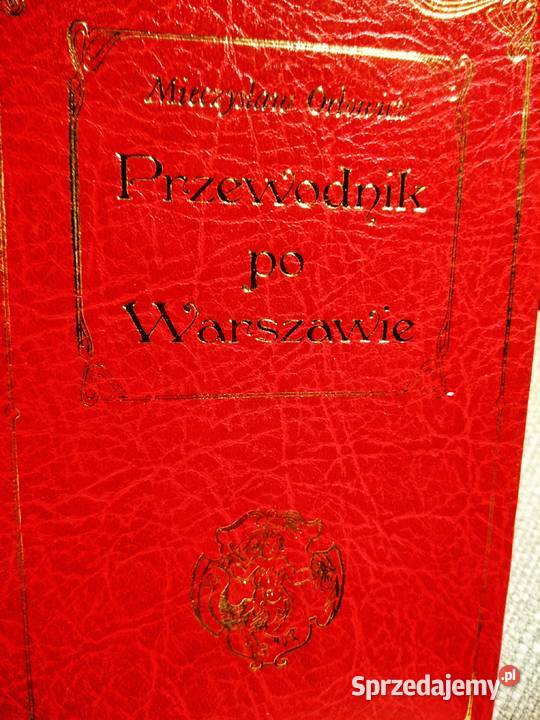 Mieczysław Orłowicz
Przewodnik
po
Warszawie
Sprzedajemy.pl